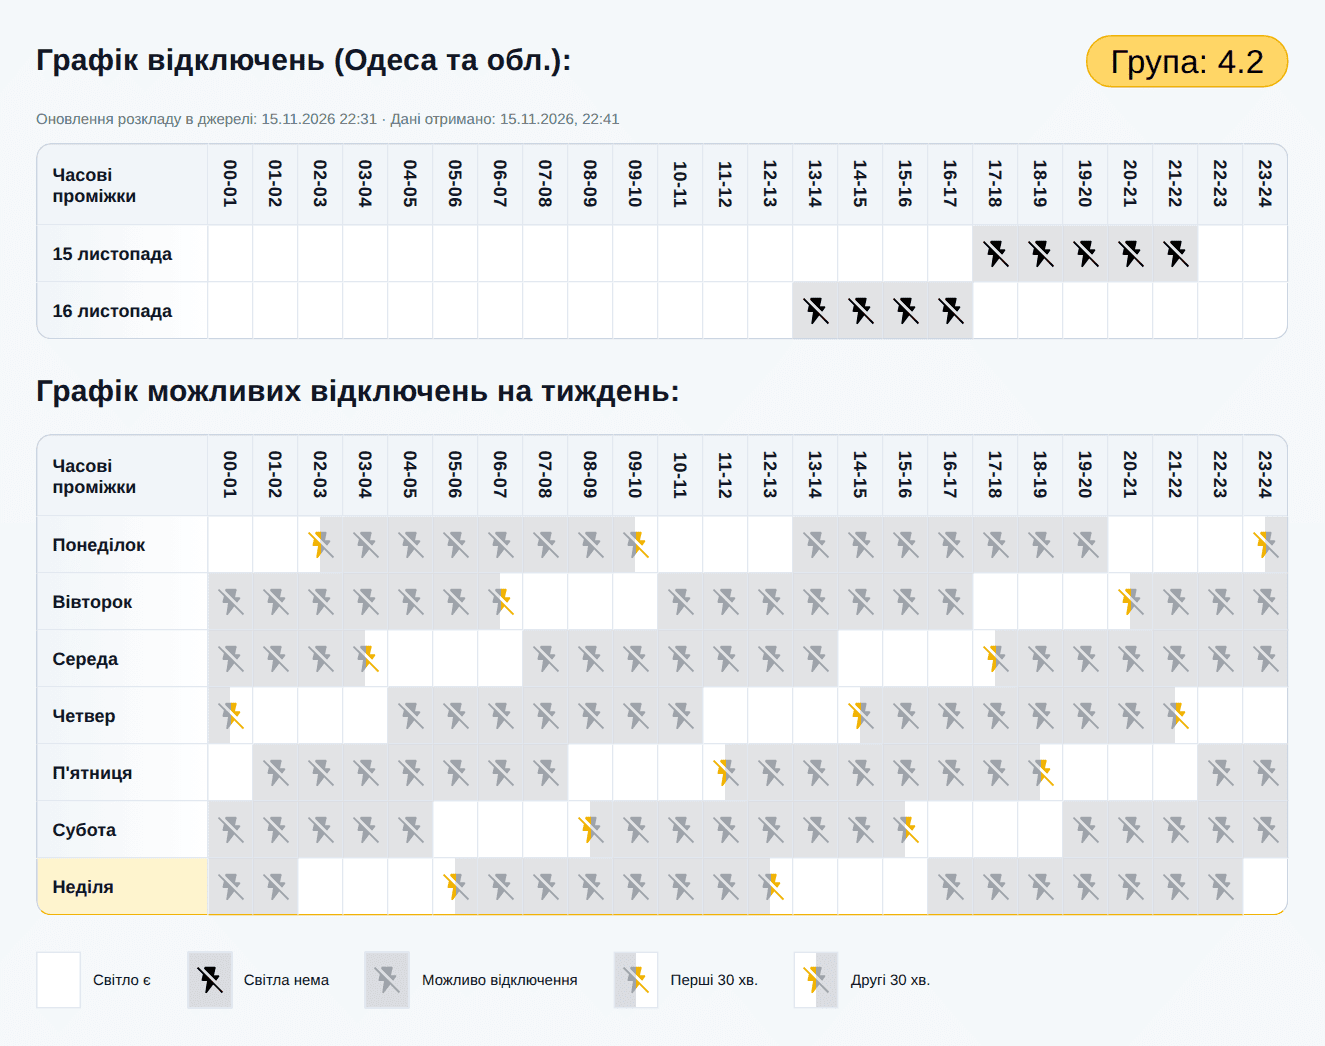 Графік відключень (Одеса та обл.):
Група: 4.2
Оновлення розкладу в джерелі: 15.11.2026 22:31 · Дані отримано: 15.11.2026, 22:41
Часові проміжки 00-01 01-02 02-03 03-04 04-05 05-06 06-07 07-08 08-09 09-10 10-11 11-12 12-13 13-14 14-15 15-16 16-17 17-18 18-19 19-20 20-21 21-22 22-23 23-24
15 листопада
16 листопада
Графік можливих відключень на тиждень:
Часові проміжки 00-01 01-02 02-03 03-04 04-05 05-06 06-07 07-08 08-09 09-10 10-11 11-12 12-13 13-14 14-15 15-16 16-17 17-18 18-19 19-20 20-21 21-22 22-23 23-24
Понеділок
Вівторок
Середа
Четвер
П'ятниця
Субота
Неділя
Світло є Світла нема Можливо відключення Перші 30 хв. Другі 30 хв.